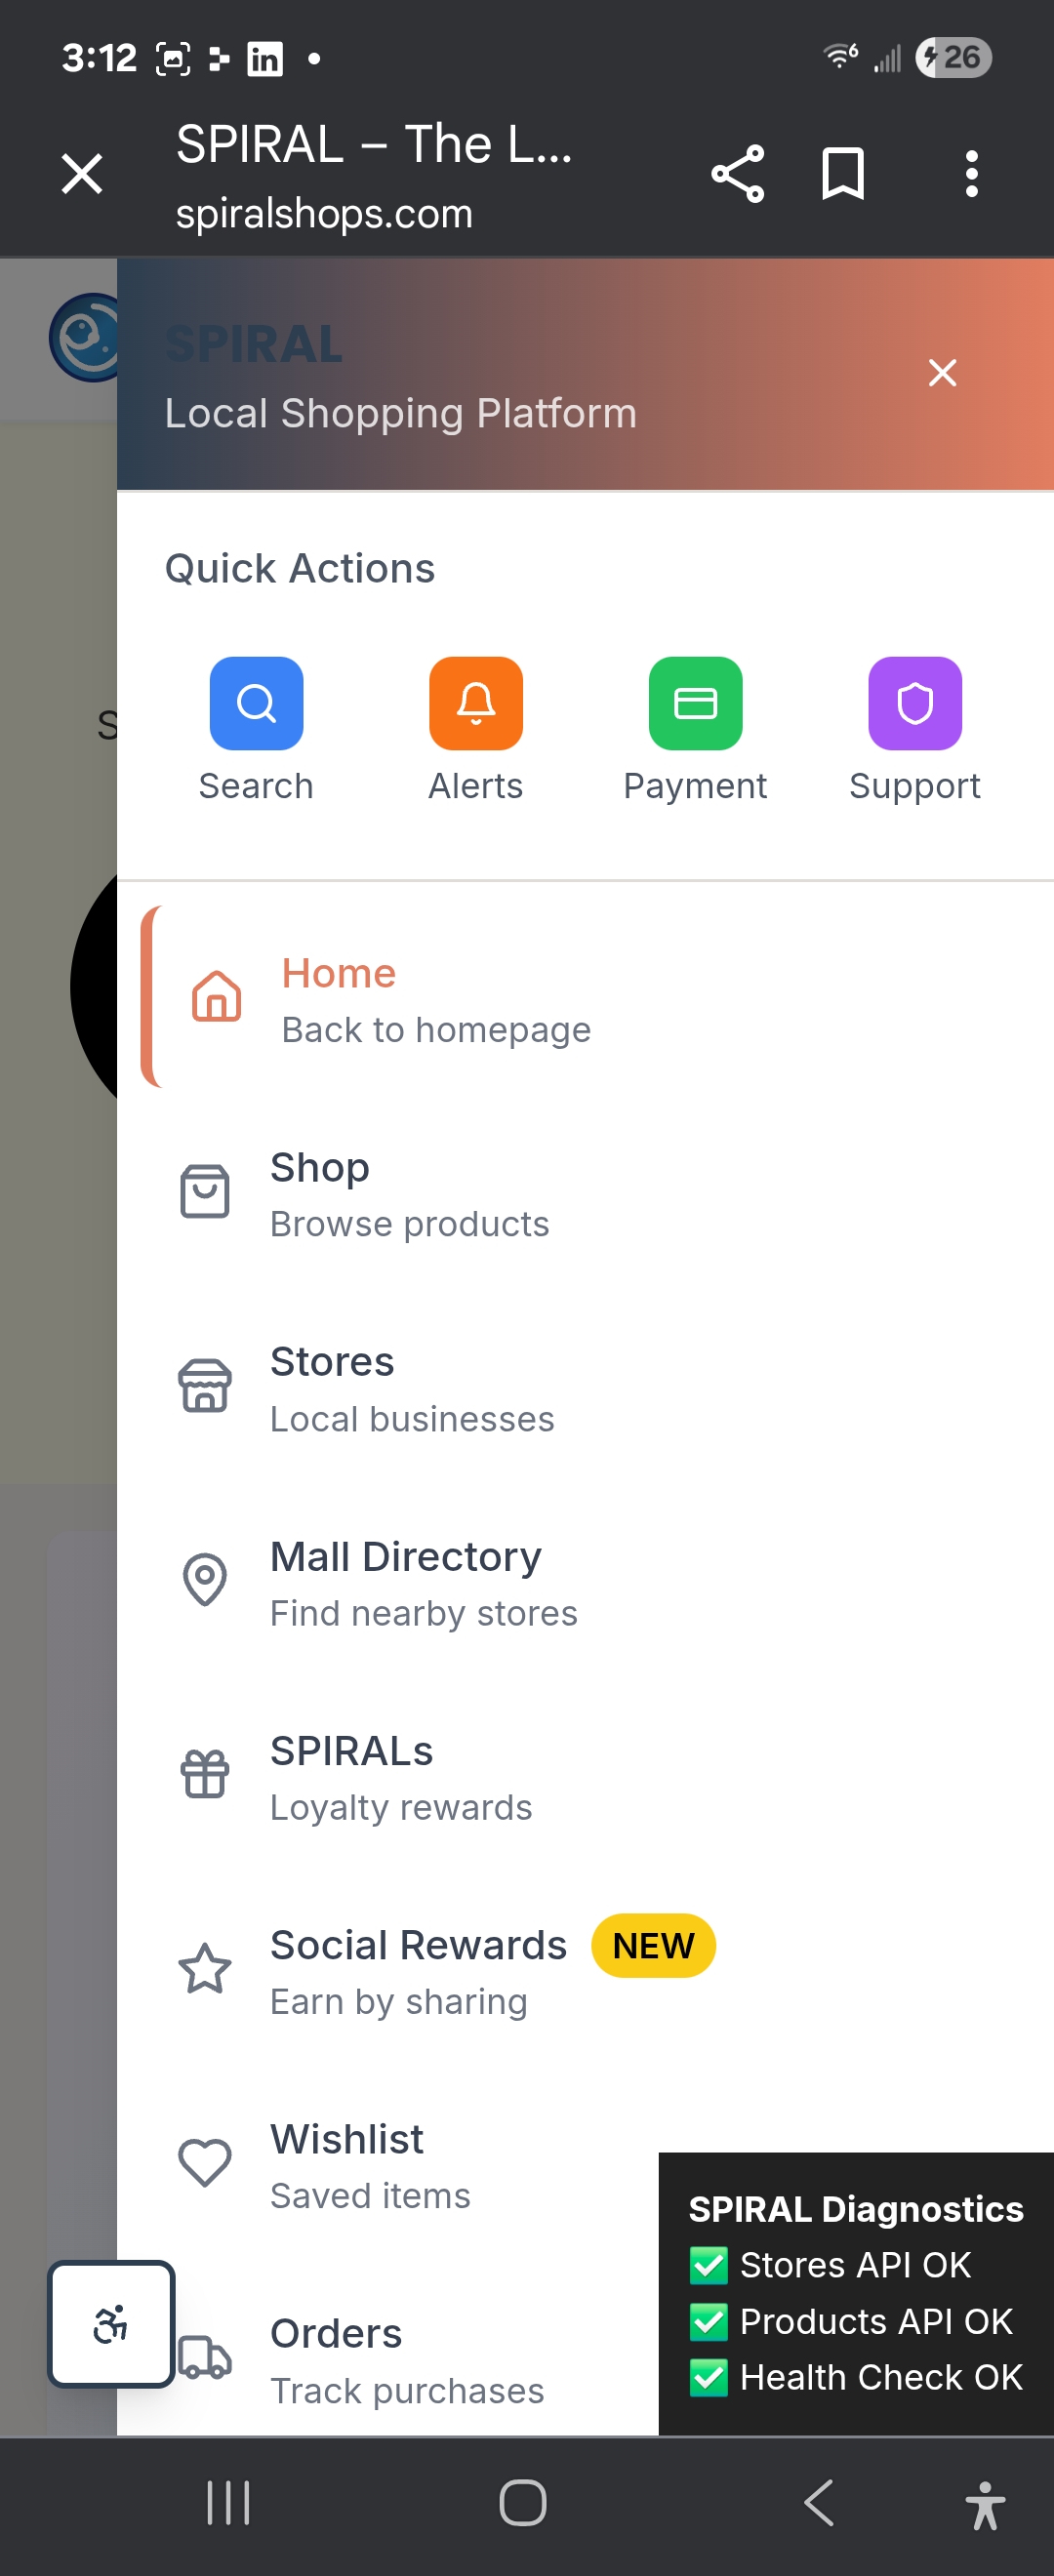 3:12
26
SPIRAL – The L...
spiralshops.com
SPIRAL
Local Shopping Platform
Quick Actions
Search Alerts Payment Support
Home
Back to homepage
Shop
Browse products
Stores
Local businesses
Mall Directory
Find nearby stores
SPIRALs
Loyalty rewards
Social Rewards NEW
Earn by sharing
Wishlist
Saved items
Orders
Track purchases
SPIRAL Diagnostics
✅ Stores API OK
✅ Products API OK
✅ Health Check OK